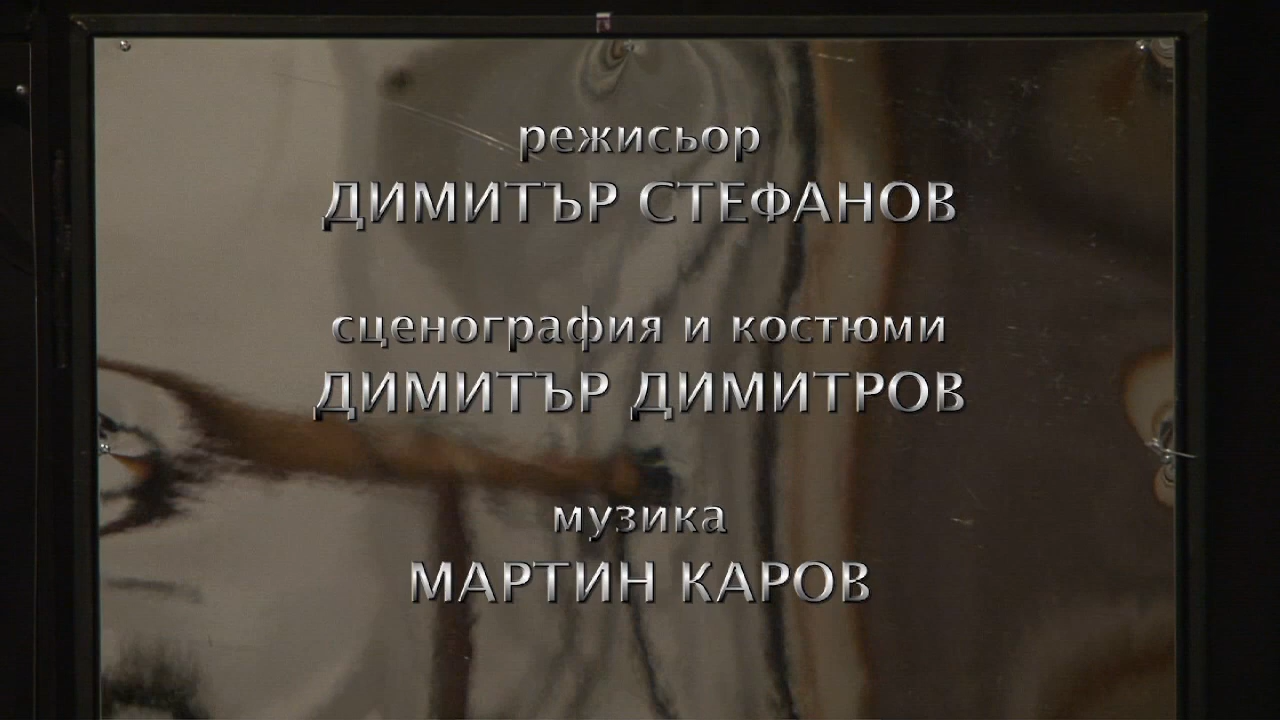 режисьор
ДИМИТЪР СТЕФАНОВ
сценография и костюми
ДИМИТЪР ДИМИТРОВ
музика
МАРТИН КАРОВ